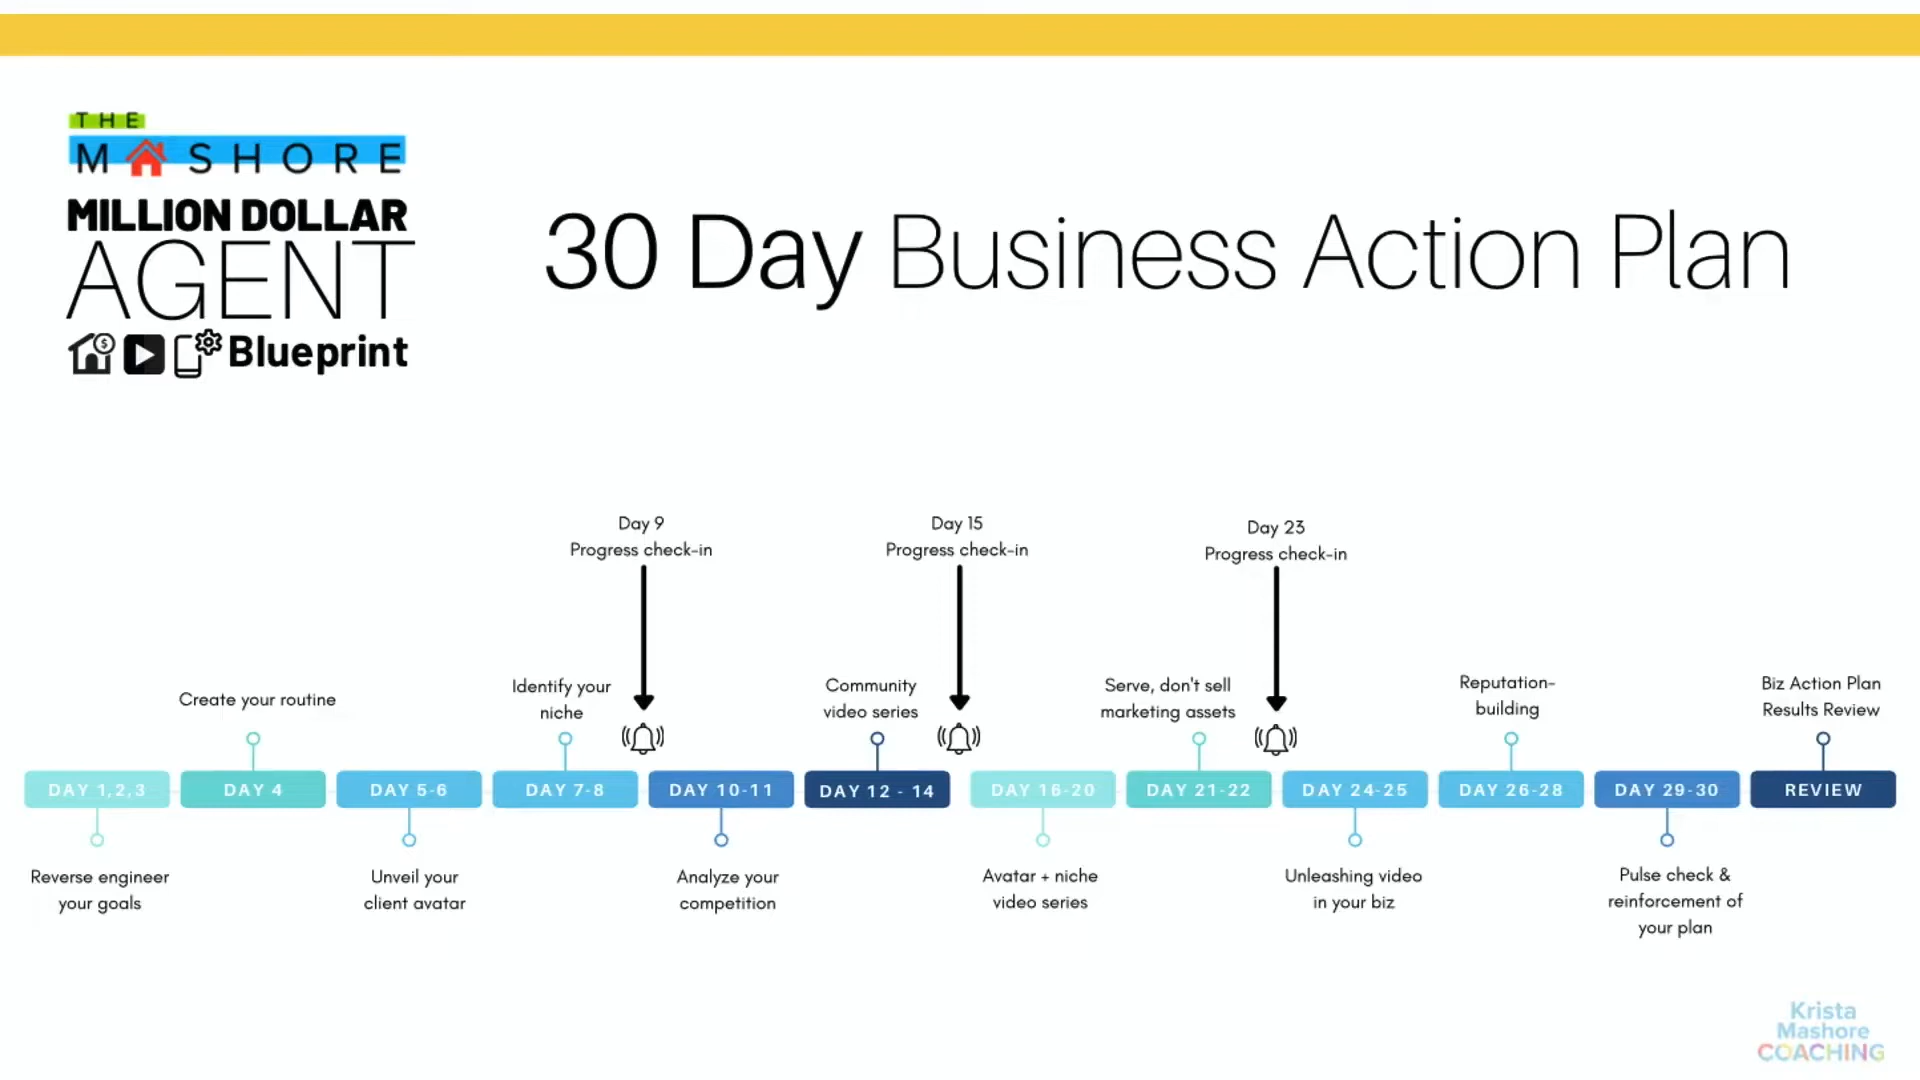 THE
MASHORE
MILLION DOLLAR
AGENT
Blueprint
30 Day Business Action Plan
Day 9
Progress check-in
Day 15
Progress check-in
Day 23
Progress check-in
Create your routine
Identify your
niche
Community
video series
Serve, don't sell
marketing assets
Reputation-
building
Biz Action Plan
Results Review
DAY 1,2,3
DAY 4
DAY 5-6
DAY 7-8
DAY 10-11
DAY 12 - 14
DAY 16-20
DAY 21-22
DAY 24-25
DAY 26-28
DAY 29-30
REVIEW
Reverse engineer
your goals
Unveil your
client avatar
Analyze your
competition
Avatar + niche
video series
Unleashing video
in your biz
Pulse check &
reinforcement of
your plan
Krista
Mashore
COACHING